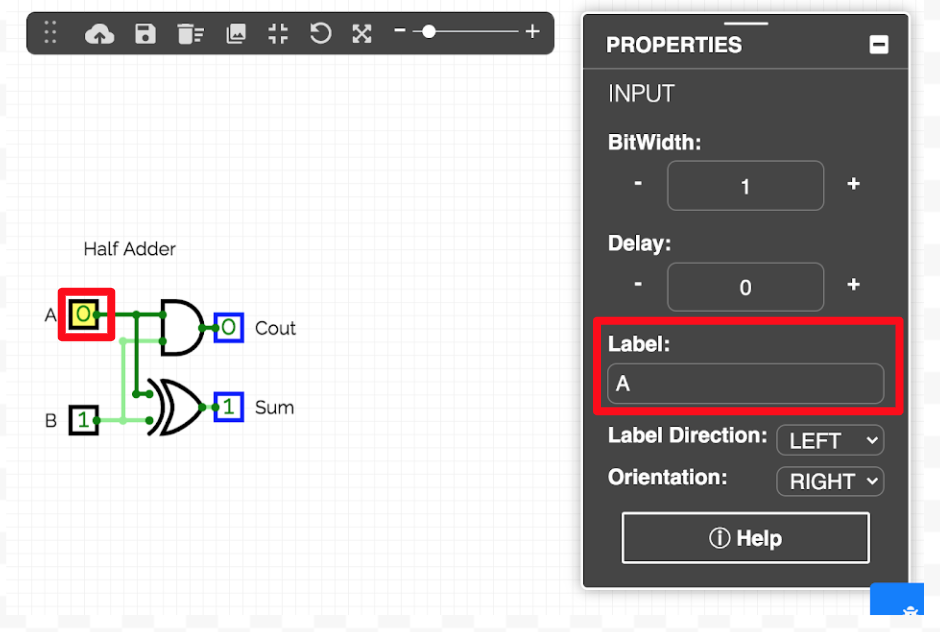 PROPERTIES
INPUT
BitWidth:
- 1 +
Delay:
- 0 +
Label:
A
Label Direction: LEFT
Orientation: RIGHT
Help
Half Adder
A 0
0 Cout
B 1
1 Sum